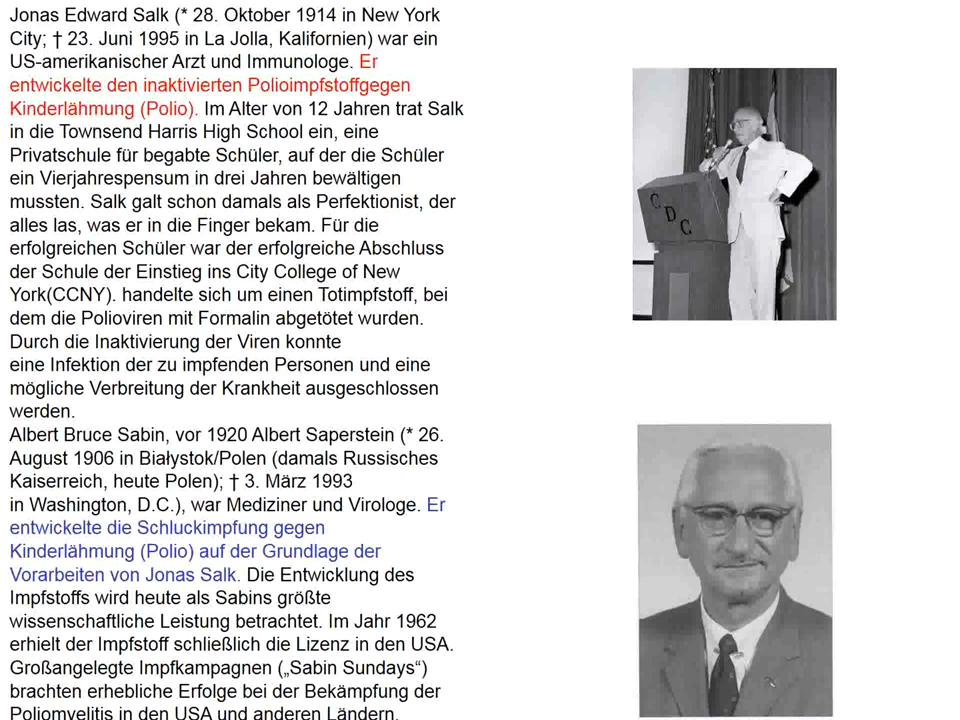 Jonas Edward Salk (* 28. Oktober 1914 in New York
City; † 23. Juni 1995 in La Jolla, Kalifornien) war ein
US-amerikanischer Arzt und Immunologe. Er
entwickelte den inaktivierten Polioimpfstoffgegen
Kinderlähmung (Polio). Im Alter von 12 Jahren trat Salk
in die Townsend Harris High School ein, eine
Privatschule für begabte Schüler, auf der die Schüler
ein Vierjahrespensum in drei Jahren bewältigen
mussten. Salk galt schon damals als Perfektionist, der
alles las, was er in die Finger bekam. Für die
erfolgreichen Schüler war der erfolgreiche Abschluss
der Schule der Einstieg ins City College of New
York(CCNY). handelte sich um einen Totimpfstoff, bei
dem die Polioviren mit Formalin abgetötet wurden.
Durch die Inaktivierung der Viren konnte
eine Infektion der zu impfenden Personen und eine
mögliche Verbreitung der Krankheit ausgeschlossen
werden.
Albert Bruce Sabin, vor 1920 Albert Saperstein (* 26.
August 1906 in Białystok/Polen (damals Russisches
Kaiserreich, heute Polen); † 3. März 1993
in Washington, D.C.), war Mediziner und Virologe. Er
entwickelte die Schluckimpfung gegen
Kinderlähmung (Polio) auf der Grundlage der
Vorarbeiten von Jonas Salk. Die Entwicklung des
Impfstoffs wird heute als Sabins größte
wissenschaftliche Leistung betrachtet. Im Jahr 1962
erhielt der Impfstoff schließlich die Lizenz in den USA.
Großangelegte Impfkampagnen („Sabin Sundays“)
brachten erhebliche Erfolge bei der Bekämpfung der
Poliomyelitis in den USA und anderen Ländern.
CDC